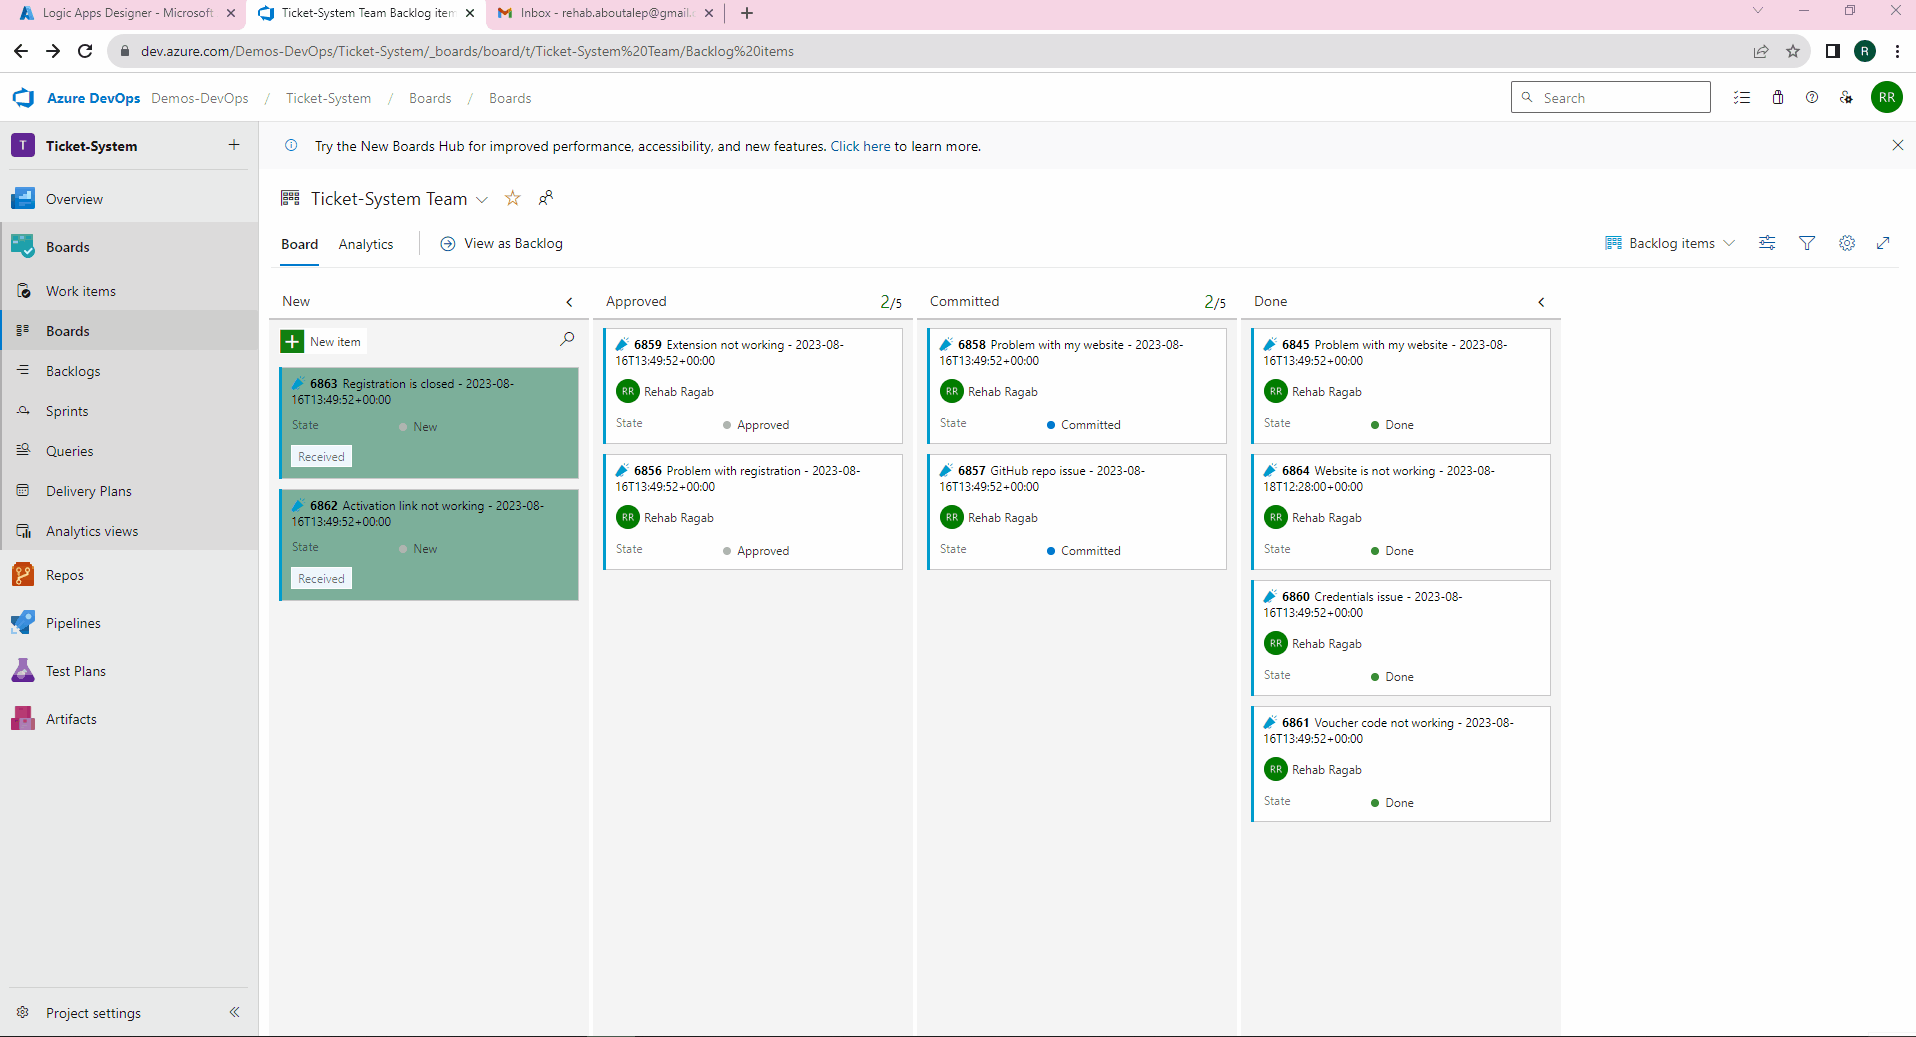 Logic Apps Designer - Microsoft
Ticket-System Team Backlog item
Inbox - rehab.aboutalep@gmail.c
dev.azure.com/Demos-DevOps/Ticket-System/_boards/board/t/Ticket-System%20Team/Backlog%20items
R
Azure DevOps Demos-DevOps / Ticket-System / Boards / Boards
Search
RR
T Ticket-System
Try the New Boards Hub for improved performance, accessibility, and new features. Click here to learn more.
Overview
Boards
Work items
Boards
Backlogs
Sprints
Queries
Delivery Plans
Analytics views
Repos
Pipelines
Test Plans
Artifacts
Project settings
Ticket-System Team
Board Analytics View as Backlog
Backlog items
New
New item
6863 Registration is closed - 2023-08-
16T13:49:52+00:00
State New
Received
6862 Activation link not working - 2023-08-
16T13:49:52+00:00
State New
Received
Approved 2/5
6859 Extension not working - 2023-08-
16T13:49:52+00:00
RR Rehab Ragab
State Approved
6856 Problem with registration - 2023-08-
16T13:49:52+00:00
RR Rehab Ragab
State Approved
Committed 2/5
6858 Problem with my website - 2023-08-
16T13:49:52+00:00
RR Rehab Ragab
State Committed
6857 GitHub repo issue - 2023-08-
16T13:49:52+00:00
RR Rehab Ragab
State Committed
Done
6845 Problem with my website - 2023-08-
16T13:49:52+00:00
RR Rehab Ragab
State Done
6864 Website is not working - 2023-08-
18T12:28:00+00:00
RR Rehab Ragab
State Done
6860 Credentials issue - 2023-08-
16T13:49:52+00:00
RR Rehab Ragab
State Done
6861 Voucher code not working - 2023-08-
16T13:49:52+00:00
RR Rehab Ragab
State Done